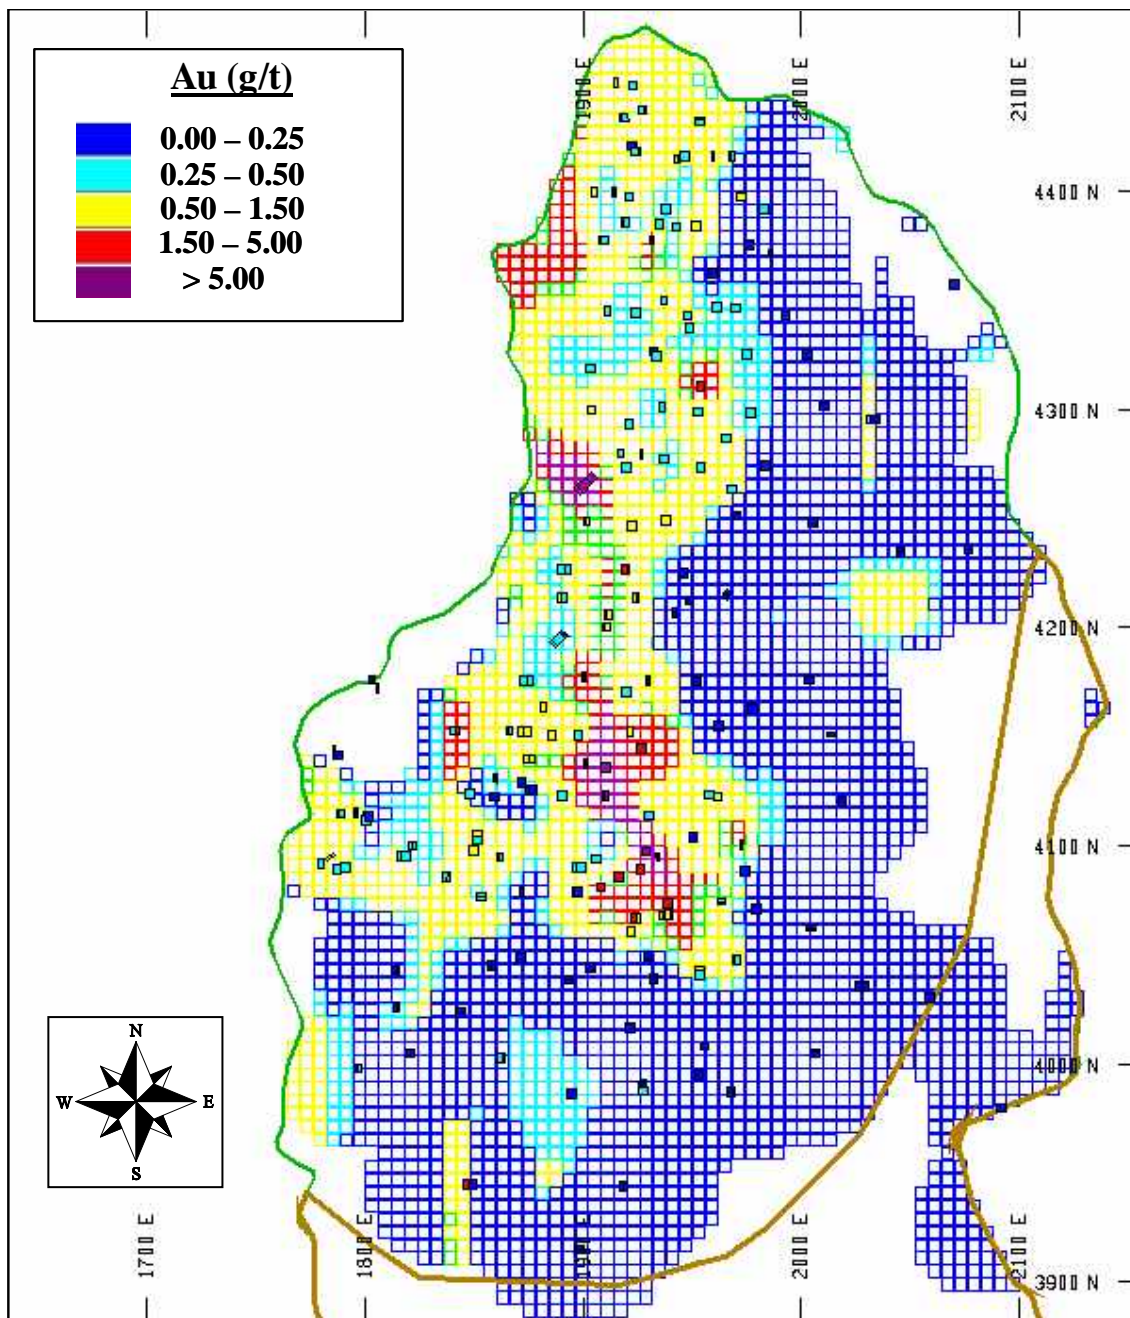 Au (g/t)
0.00 – 0.25
0.25 – 0.50
0.50 – 1.50
1.50 – 5.00
> 5.00
1900 E
2000 E
2100 E
4400 N
4300 N
4200 N
4100 N
4000 N
3900 N
N
W
E
S
1700 E
1800 E
1900 E
2000 E
2100 E